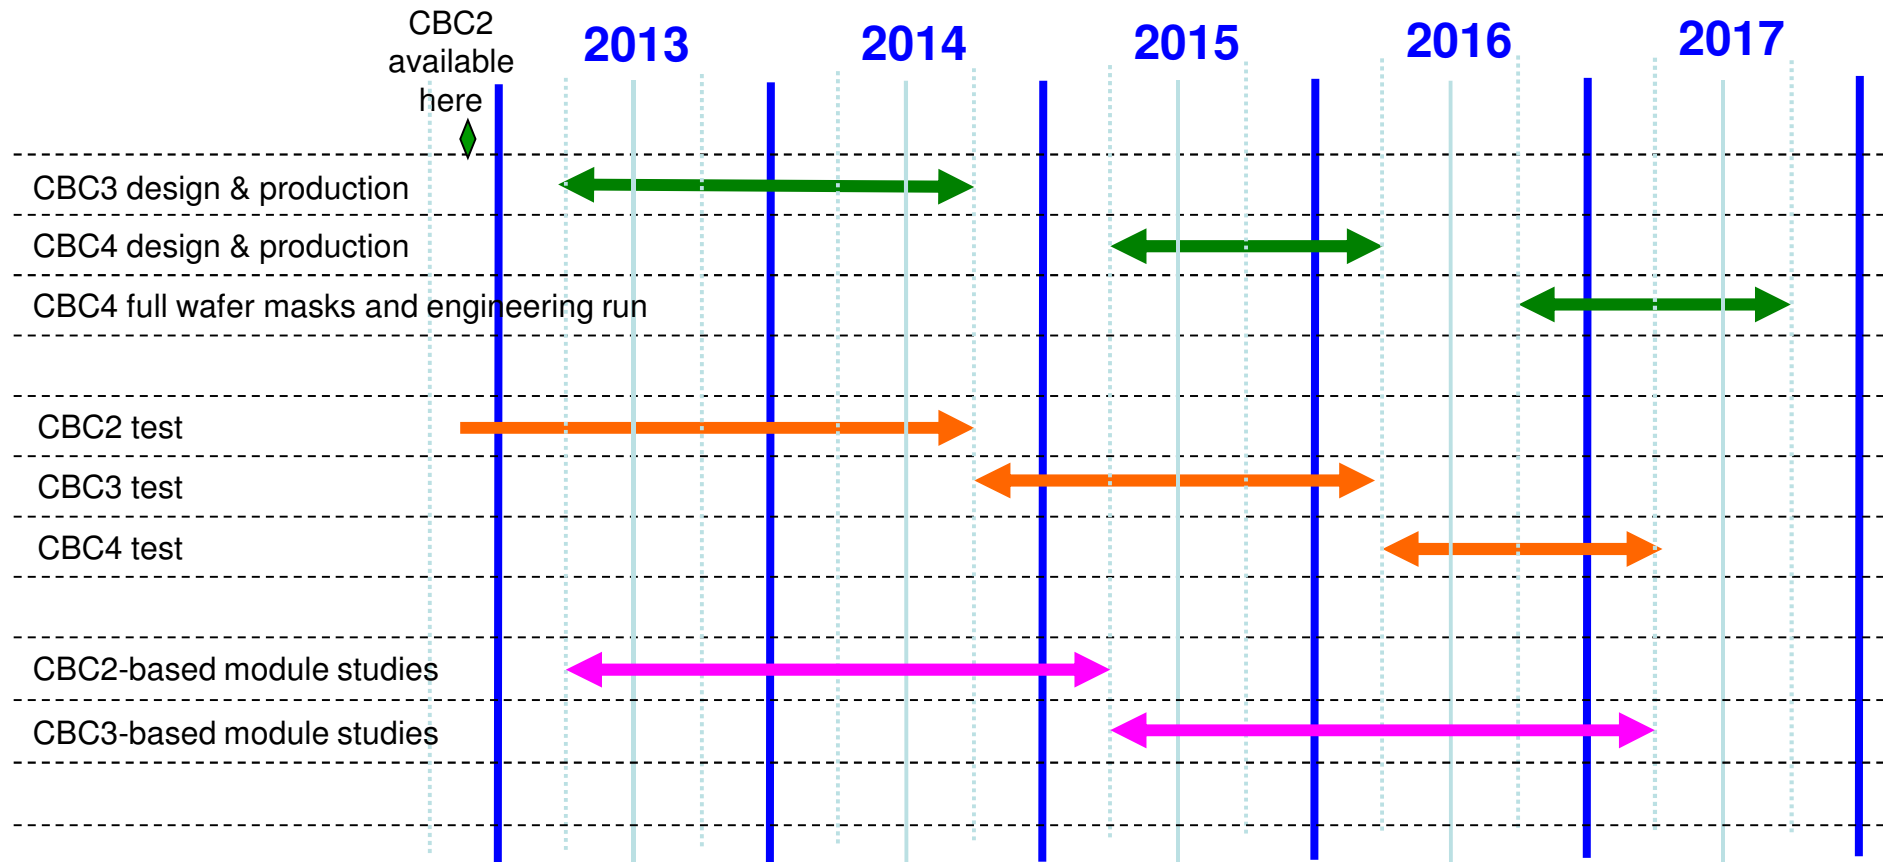 CBC2
available
here
2013
2014
2015
2016
2017
CBC3 design & production
CBC4 design & production
CBC4 full wafer masks and engineering run
CBC2 test
CBC3 test
CBC4 test
CBC2-based module studies
CBC3-based module studies